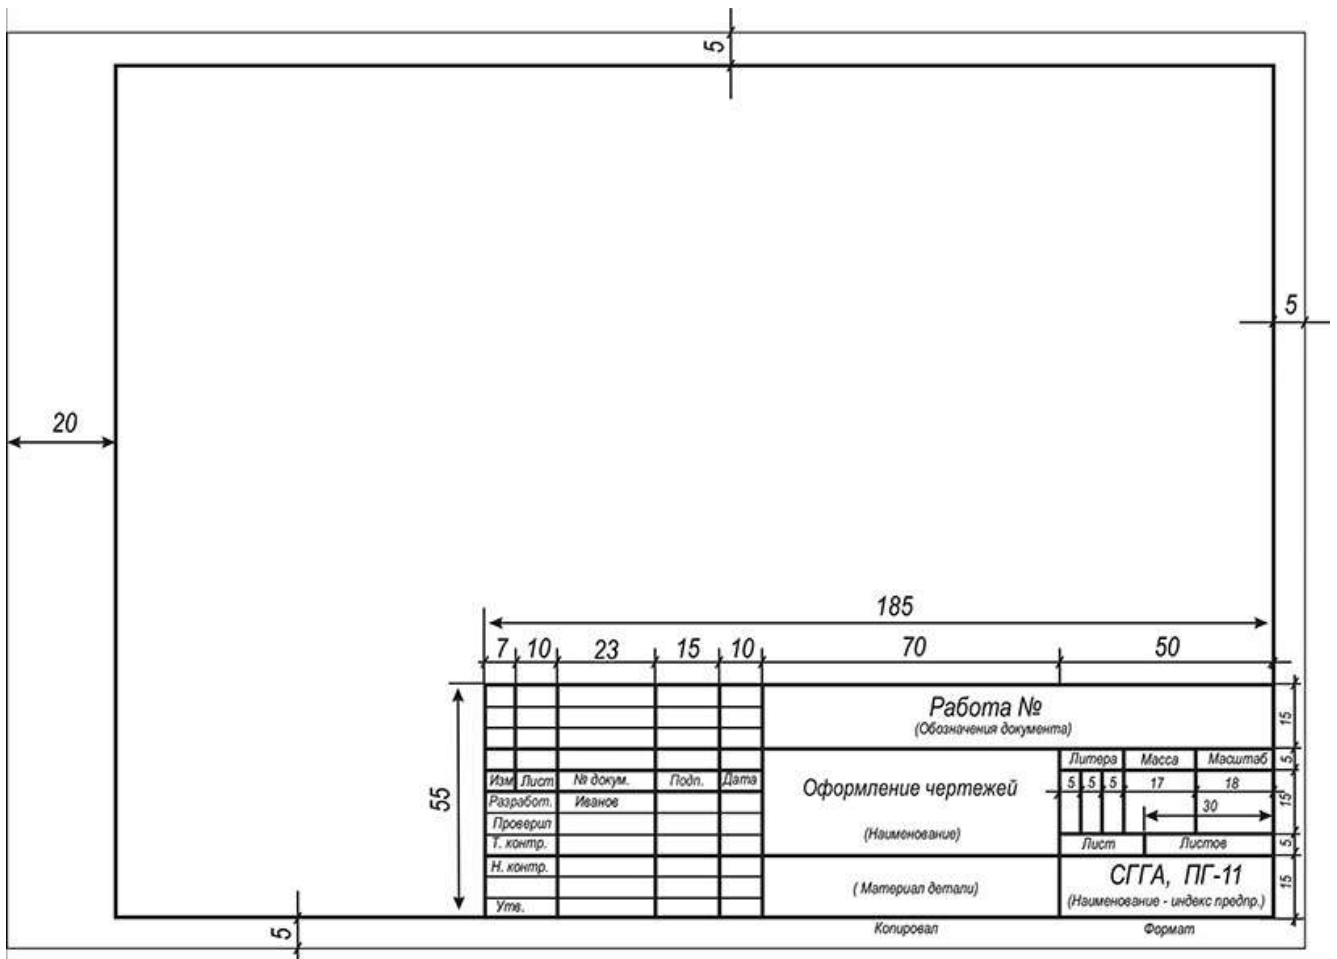 5
5
20
185
7 10 23 15 10 70 50
Работа №
(Обозначения документа)
15
Литера Масса Масштаб
5
Изм Лист № докум. Подп. Дата
Оформление чертежей
5 5 5 17 18
55
Разработ. Иванов
30
15
Проверил
(Наименование)
Т. контр.
Лист Листов
5
Н. контр.
СГГА, ПГ-11
( Материал детали)
15
(Наименование - индекс предпр.)
Утв.
5
Копировал Формат